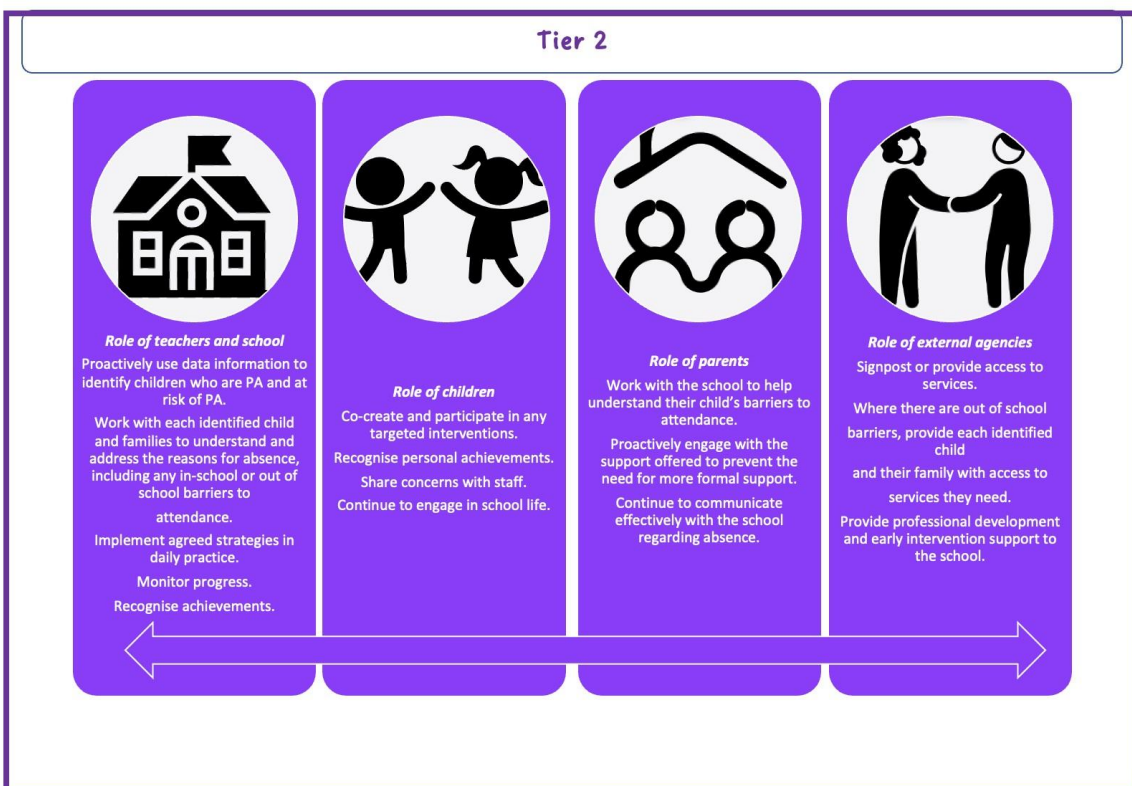 Tier 2
Role of teachers and school
Proactively use data information to
identify children who are PA and at
risk of PA.
Work with each identified child
and families to understand and
address the reasons for absence,
including any in-school or out of
school barriers to
attendance.
Implement agreed strategies in
daily practice.
Monitor progress.
Recognise achievements.
Role of children
Co-create and participate in any
targeted interventions.
Recognise personal achievements.
Share concerns with staff.
Continue to engage in school life.
Role of parents
Work with the school to help
understand their child's barriers to
attendance.
Proactively engage with the
support offered to prevent the
need for more formal support.
Continue to communicate
effectively with the school
regarding absence.
Role of external agencies
Signpost or provide access to
services.
Where there are out of school
barriers, provide each identified
child
and their family with access to
services they need.
Provide professional development
and early intervention support to
the school.